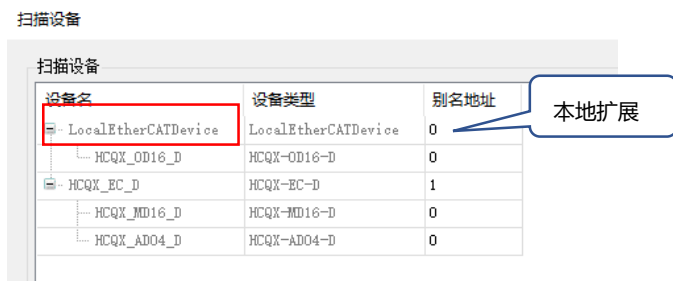 扫描设备
扫描设备
设备名 设备类型 别名地址
LocalEtherCATDevice LocalEtherCATDevice 0
HCQX_OD16_D HCQX-OD16-D 0
HCQX_EC_D HCQX-EC-D 1
HCQX_MD16_D HCQX-MD16-D 0
HCQX_ADO4_D HCQX-ADO4-D 0
本地扩展